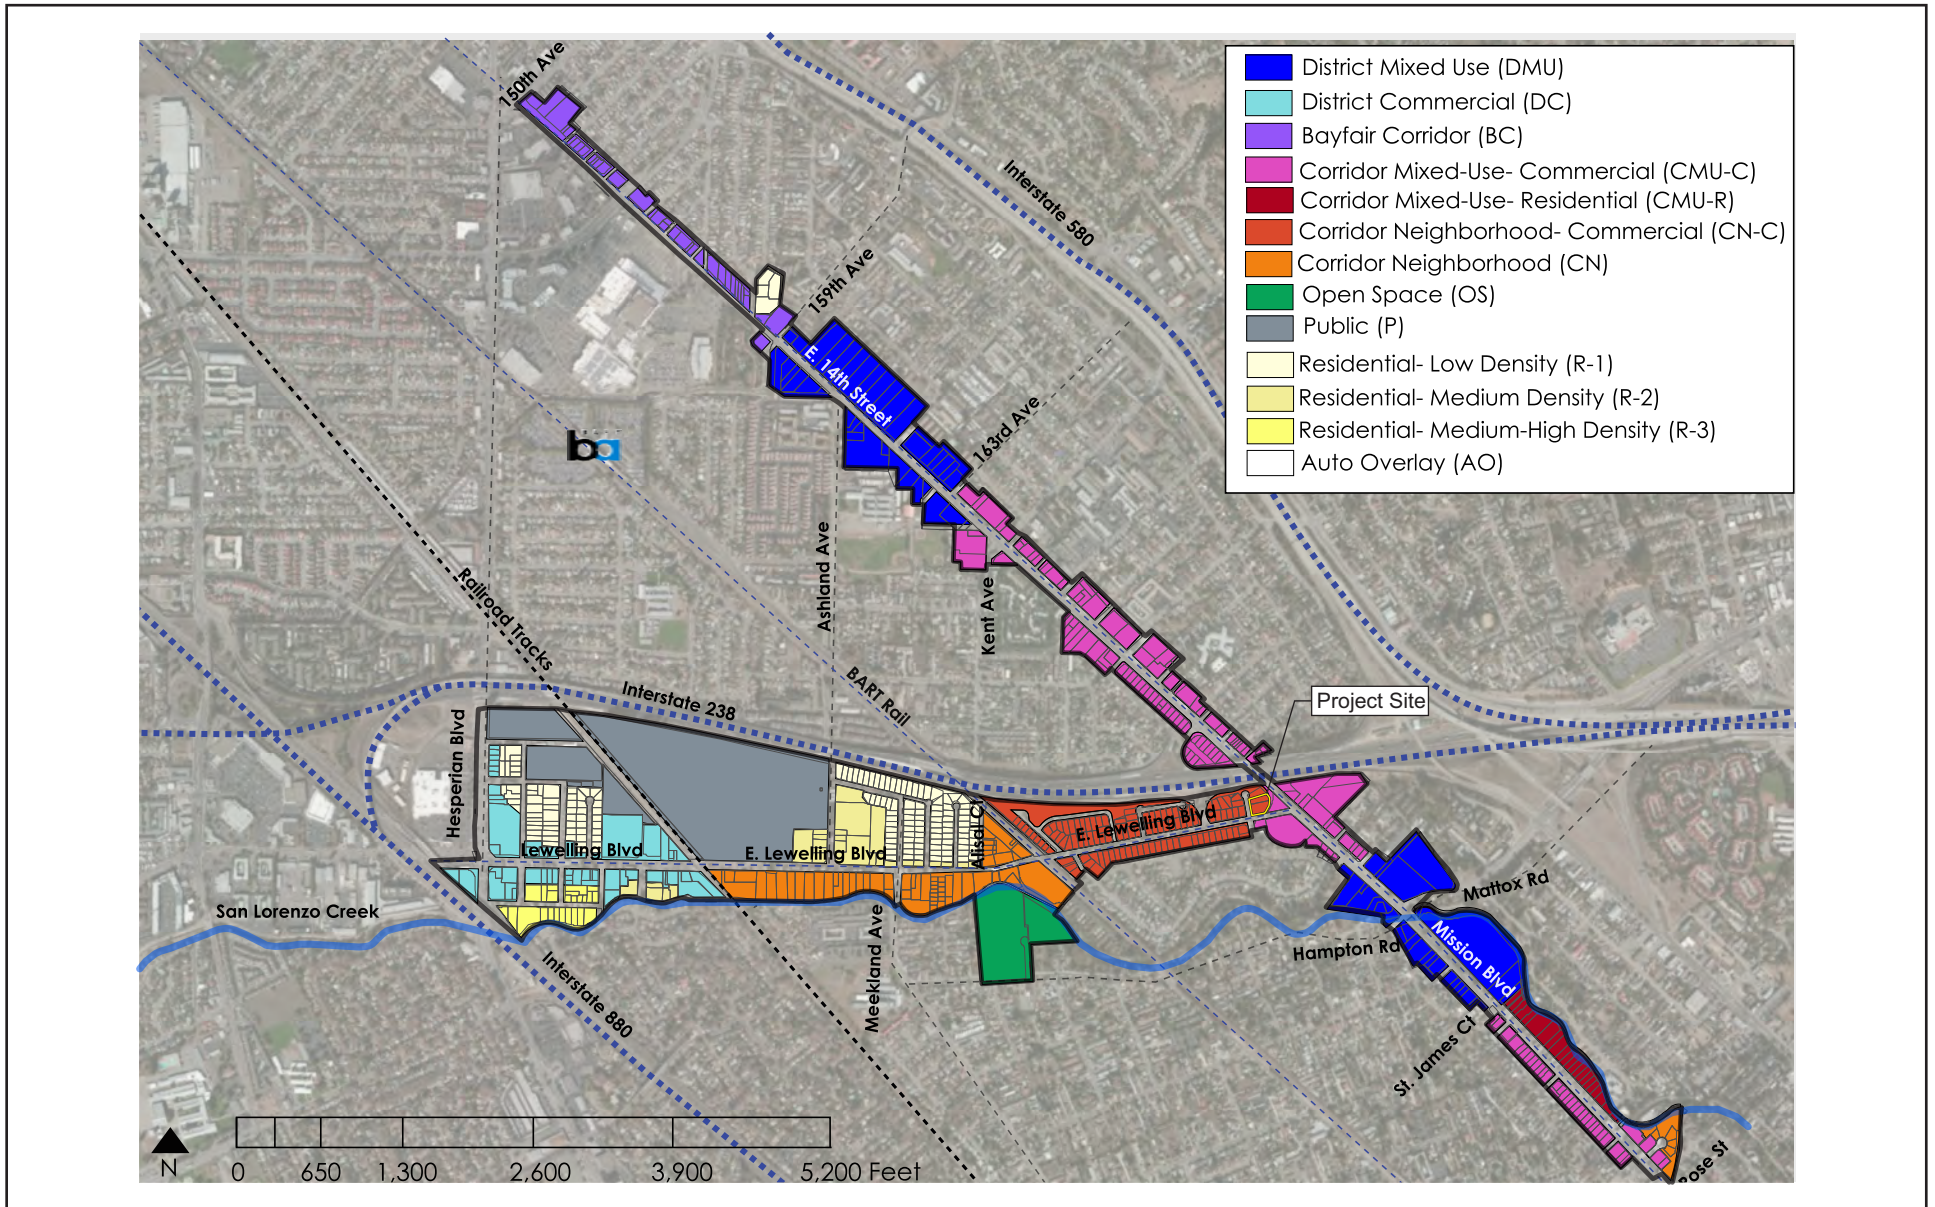 150th Ave
District Mixed Use (DMU)
District Commercial (DC)
Bayfair Corridor (BC)
Corridor Mixed-Use- Commercial (CMU-C)
Corridor Mixed-Use- Residential (CMU-R)
Corridor Neighborhood- Commercial (CN-C)
Corridor Neighborhood (CN)
Open Space (OS)
Public (P)
Residential- Low Density (R-1)
Residential- Medium Density (R-2)
Residential- Medium-High Density (R-3)
Auto Overlay (AO)
Interstate 580
159th Ave
E. 14th Street
163rd Ave
ba
Ashland Ave
Kent Ave
Railroad Tracks
BART Rail
Interstate 238
Project Site
Hesperian Blvd
Alisal Ct
E. Lewelling Blvd
Lewelling Blvd
E. Lewelling Blvd
Mattox Rd
San Lorenzo Creek
Meekland Ave
Hampton Rd
Mission Blvd
Interstate 880
St. James Ct
Rose St
N
0 650 1,300 2,600 3,900 5,200 Feet